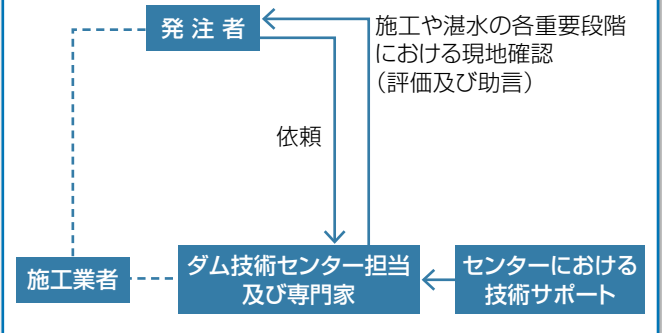 発注者
施工や湛水の各重要段階
における現地確認
(評価及び助言)
依頼
施工業者
ダム技術センター担当
及び専門家
センターにおける
技術サポート